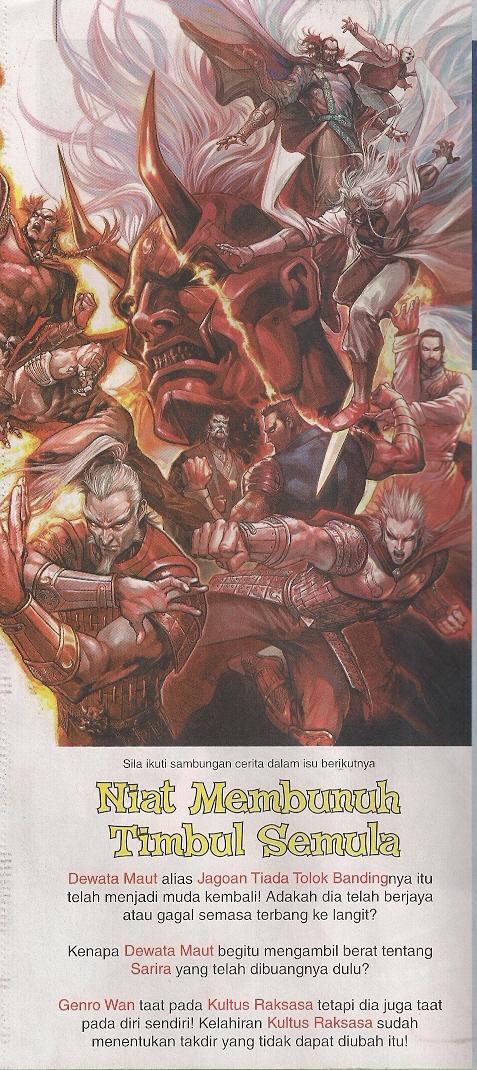 Sila ikuti sambungan cerita dalam isu berikutnya
Niat Membunuh
Timbul Semula
Dewata Maut alias Jagoan Tiada Tolok Bandingnya itu
telah menjadi muda kembali! Adakah dia telah berjaya
atau gagal semasa terbang ke langit?
Kenapa Dewata Maut begitu mengambil berat tentang
Sarira yang telah dibuangnya dulu?
Genro Wan taat pada Kultus Raksasa tetapi dia juga taat
pada diri sendiri! Kelahiran Kultus Raksasa sudah
menentukan takdir yang tidak dapat diubah itu!